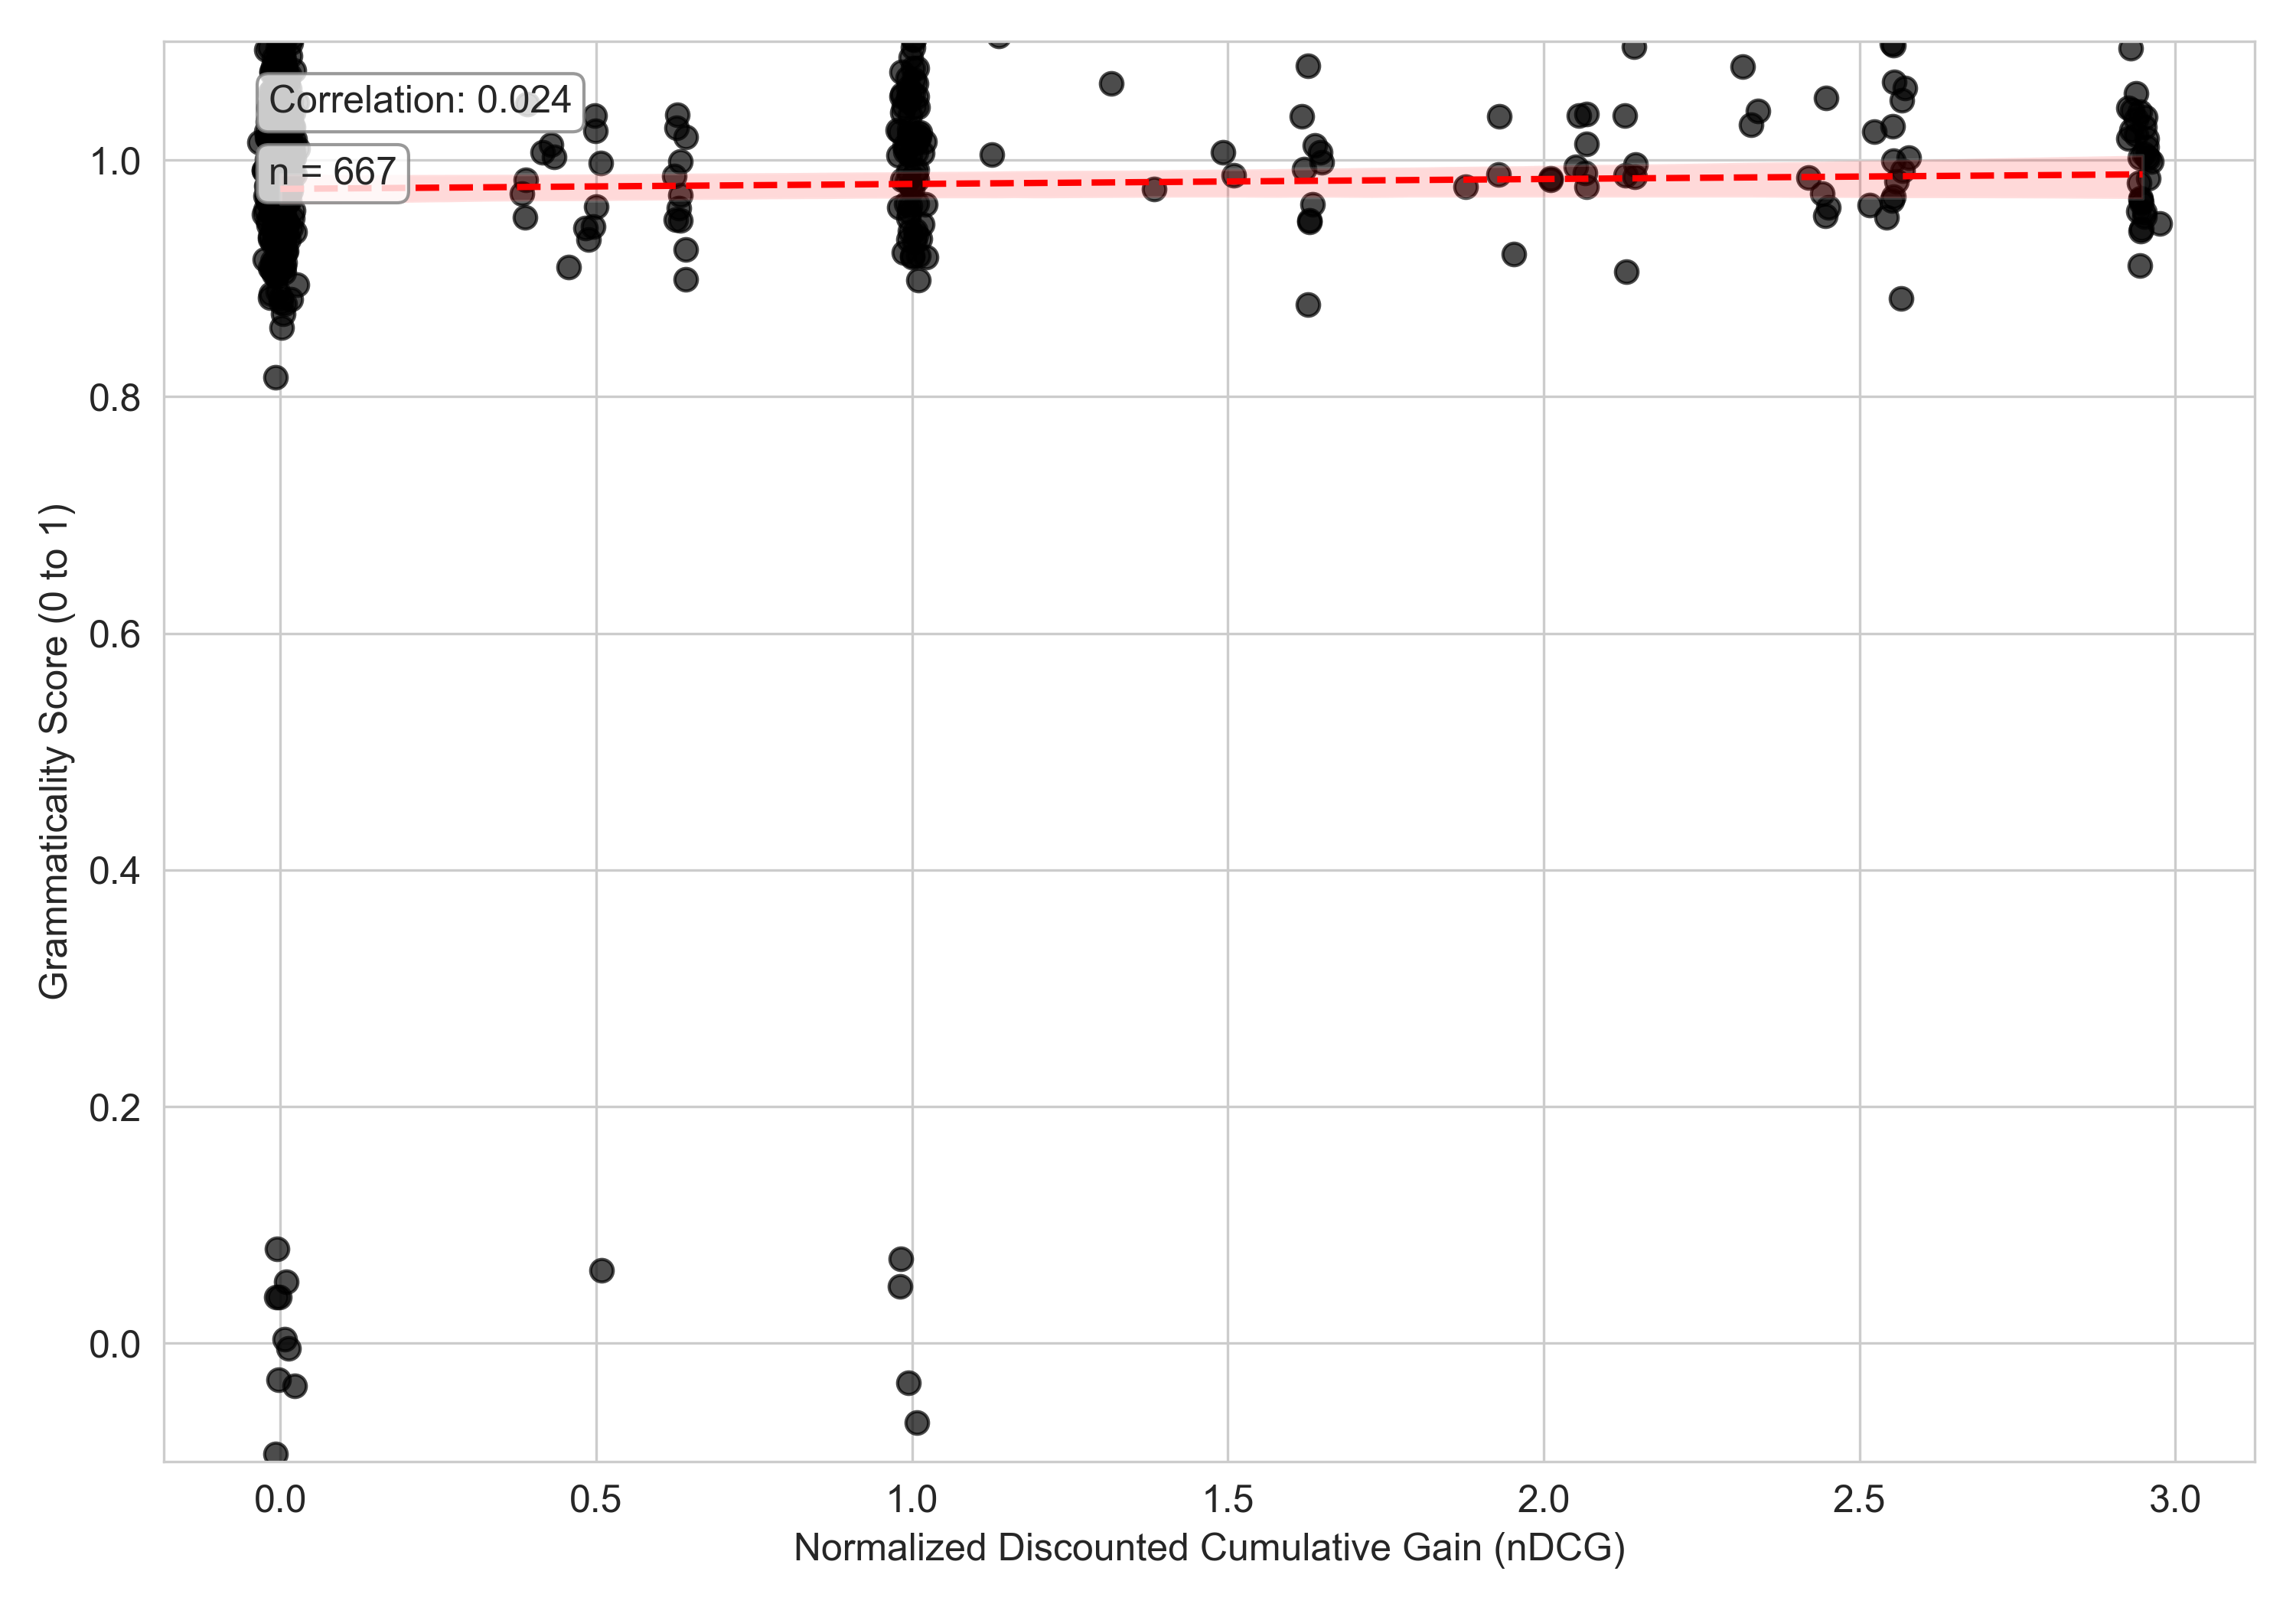 Correlation: 0.024
n = 667
1.0
0.8
0.6
0.4
0.2
0.0
Grammaticality Score (0 to 1)
0.0 0.5 1.0 1.5 2.0 2.5 3.0
Normalized Discounted Cumulative Gain (nDCG)